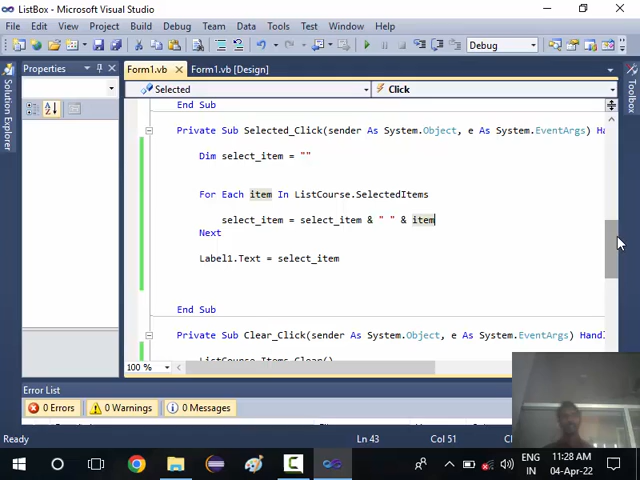 ListBox - Microsoft Visual Studio
File Edit View Project Build Debug Team Data Tools Test Window Help
Debug
Properties
Form1.vb
Form1.vb [Design]
Solution Explorer
Toolbox
Selected
Click
End Sub
Private Sub Selected_Click(sender As System.Object, e As System.EventArgs) Ha
Dim select_item = ""
For Each item In ListCourse.SelectedItems
select_item = select_item & " " & item
Next
Label1.Text = select_item
End Sub
Private Sub Clear_Click(sender As System.Object, e As System.EventArgs) Handl
ListCourse.Items.Clear()
100 %
Error List
0 Errors
0 Warnings
0 Messages
Ready
Ln 43
Col 51
ENG
IN
11:28 AM
04-Apr-22